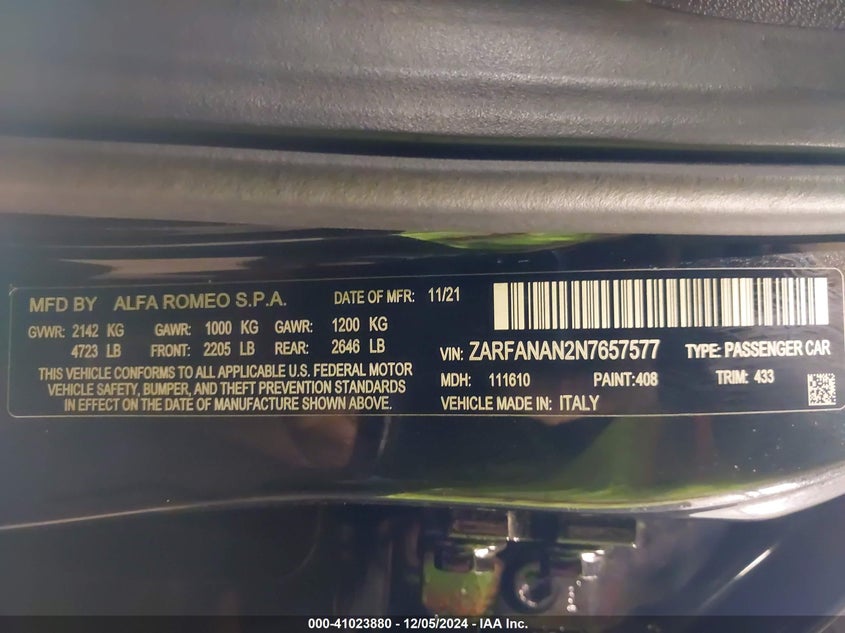 MFD BY ALFA ROMEO S.P.A. DATE OF MFR: 11/21
GVWR: 2142 KG GAWR: 1000 KG GAWR: 1200 KG
4723 LB FRONT: 2205 LB REAR: 2646 LB
THIS VEHICLE CONFORMS TO ALL APPLICABLE U.S. FEDERAL MOTOR
VEHICLE SAFETY, BUMPER, AND THEFT PREVENTION STANDARDS
IN EFFECT ON THE DATE OF MANUFACTURE SHOWN ABOVE.
VIN: ZARFANAN2N7657577 TYPE: PASSENGER CAR
MDH: 111610 PAINT:408 TRIM: 433
VEHICLE MADE IN: ITALY
000-41023880 - 12/05/2024 - IAA Inc.